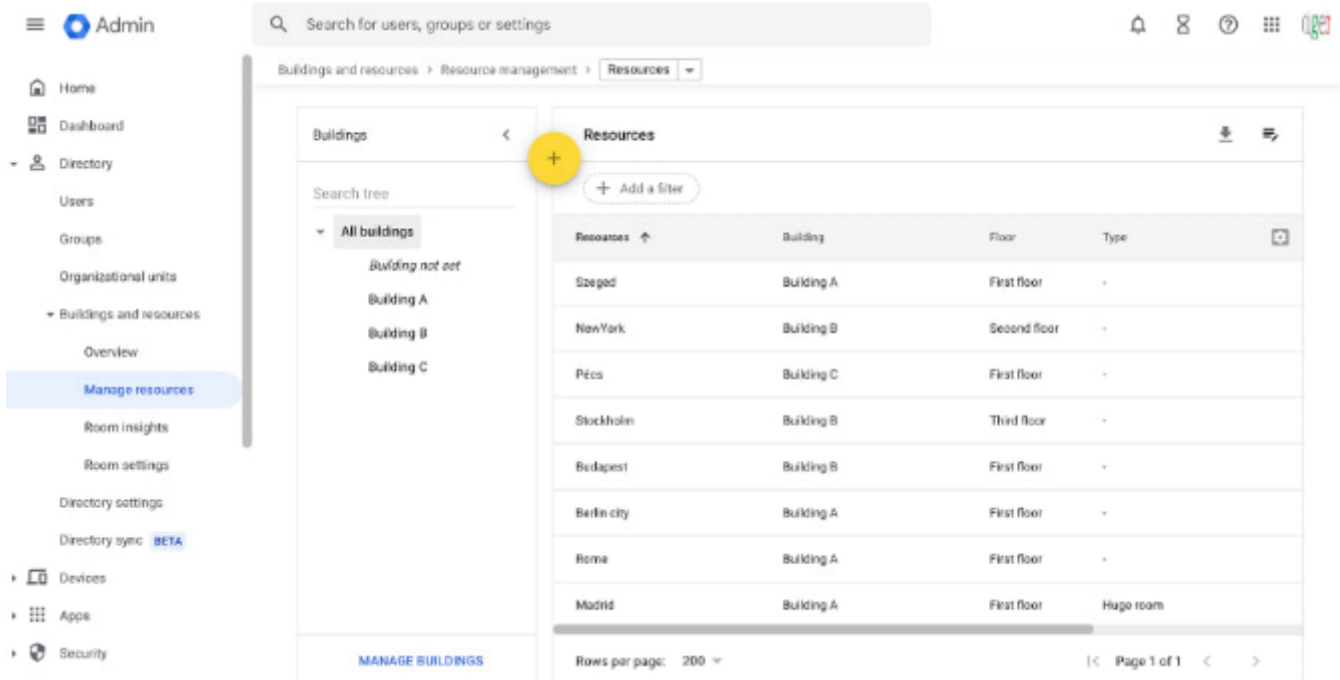 Admin
Search for users, groups or settings
Buildings and resources > Resource management > Resources
Home
Dashboard
Directory
Users
Groups
Organizational units
Buildings and resources
Overview
Manage resources
Room insights
Room settings
Directory settings
Directory sync BETA
Devices
Apps
Security
Buildings
Search tree
All buildings
Building not set
Building A
Building B
Building C
MANAGE BUILDINGS
Resources
Add a filter
Resources Building Floor Type
Szeged Building A First floor -
NewYork Building B Second floor -
Pécs Building C First floor -
Stockholm Building B Third floor -
Budapest Building B First floor -
Berlin city Building A First floor -
Rome Building A First floor -
Madrid Building A First floor Huge room
Rows per page: 200 Page 1 of 1